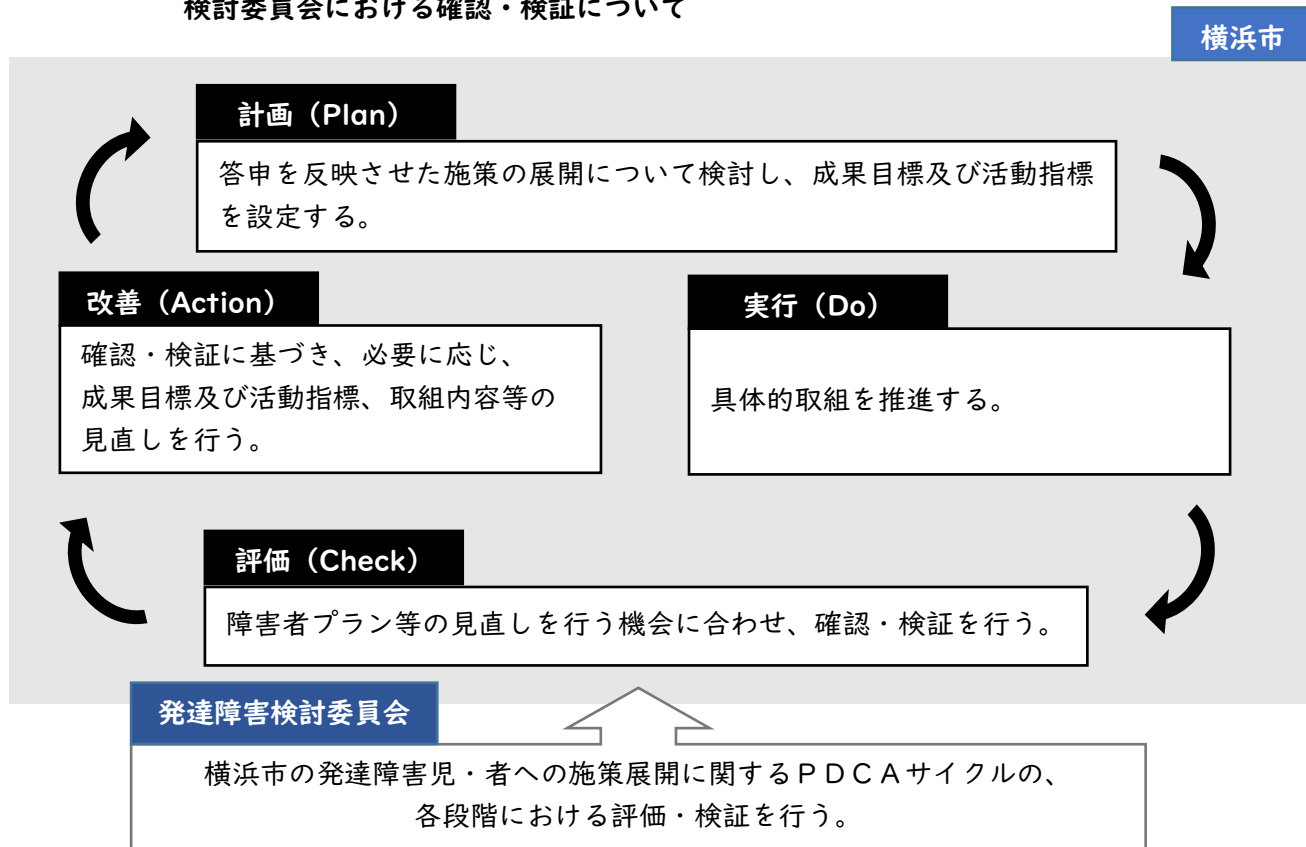 検討委員会における確認・検証について
横浜市
計画（Plan）
答申を反映させた施策の展開について検討し、成果目標及び活動指標
を設定する。
改善（Action）
確認・検証に基づき、必要に応じ、
成果目標及び活動指標、取組内容等の
見直しを行う。
実行（Do）
具体的取組を推進する。
評価（Check）
障害者プラン等の見直しを行う機会に合わせ、確認・検証を行う。
発達障害検討委員会
横浜市の発達障害児・者への施策展開に関するＰＤＣＡサイクルの、
各段階における評価・検証を行う。